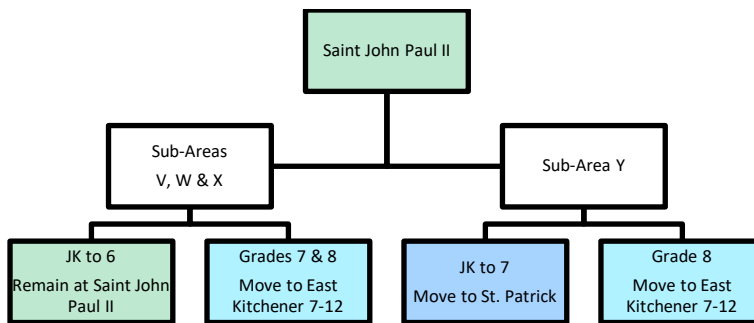 Saint John Paul II
Sub-Areas
V, W & X
Sub-Area Y
JK to 6
Remain at Saint John
Paul II
Grades 7 & 8
Move to East
Kitchener 7-12
JK to 7
Move to St. Patrick
Grade 8
Move to East
Kitchener 7-12